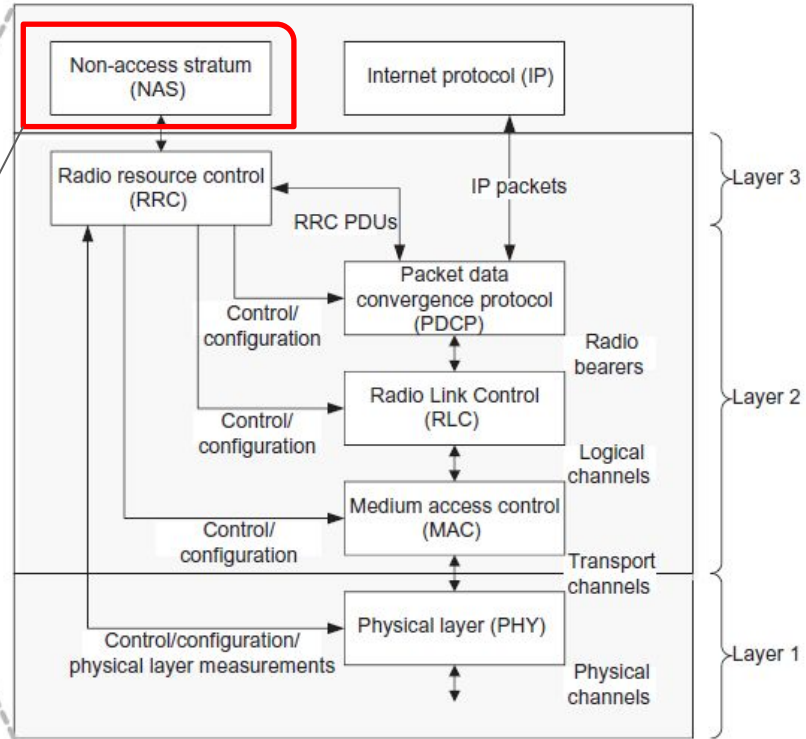 Non-access stratum
(NAS)
Internet protocol (IP)
Radio resource control
(RRC)
IP packets
Layer 3
RRC PDUs
Packet data
convergence protocol
(PDCP)
Control/
configuration
Radio
bearers
Radio Link Control
(RLC)
Layer 2
Control/
configuration
Logical
channels
Medium access control
(MAC)
Control/
configuration
Transport
channels
Physical layer (PHY)
Control/configuration/
physical layer measurements
Layer 1
Physical
channels